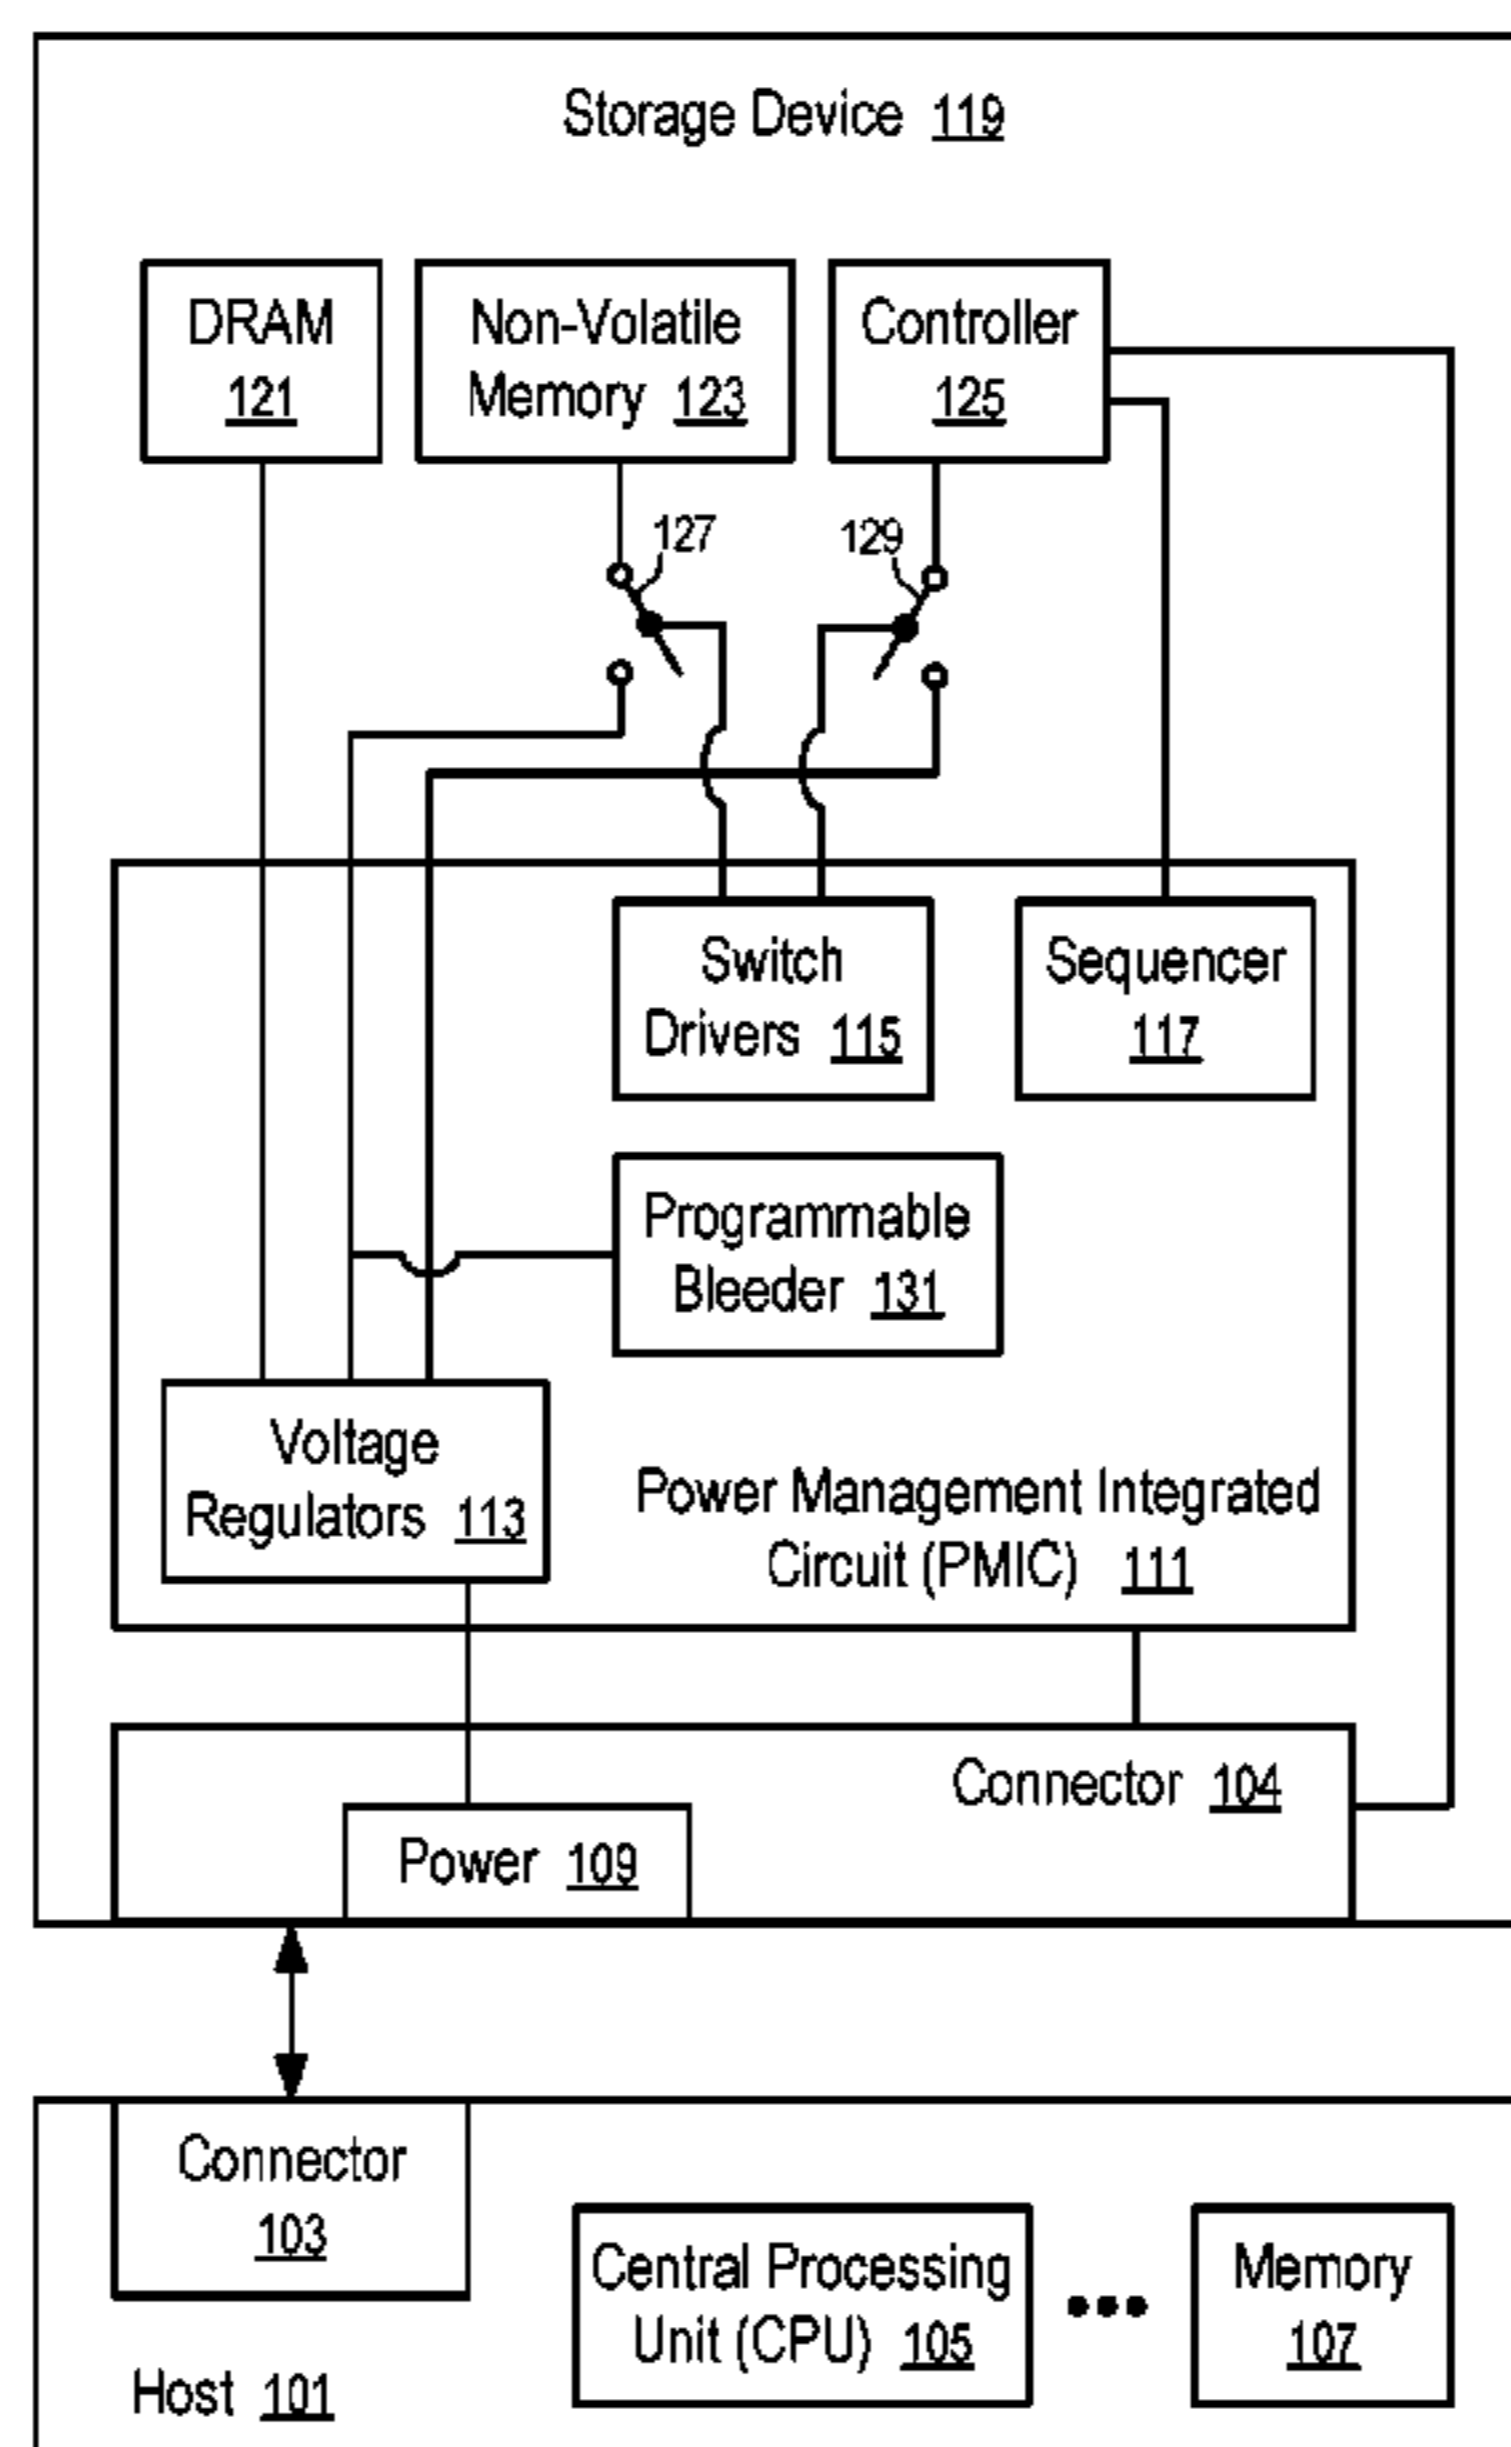 Storage Device 119
DRAM
121
Non-Volatile
Memory 123
Controller
125
127
129
Switch
Drivers 115
Sequencer
117
Programmable
Bleeder 131
Voltage
Regulators 113
Power Management Integrated
Circuit (PMIC) 111
Connector 104
Power 109
Connector
103
Central Processing
Unit (CPU) 105
Memory
107
Host 101